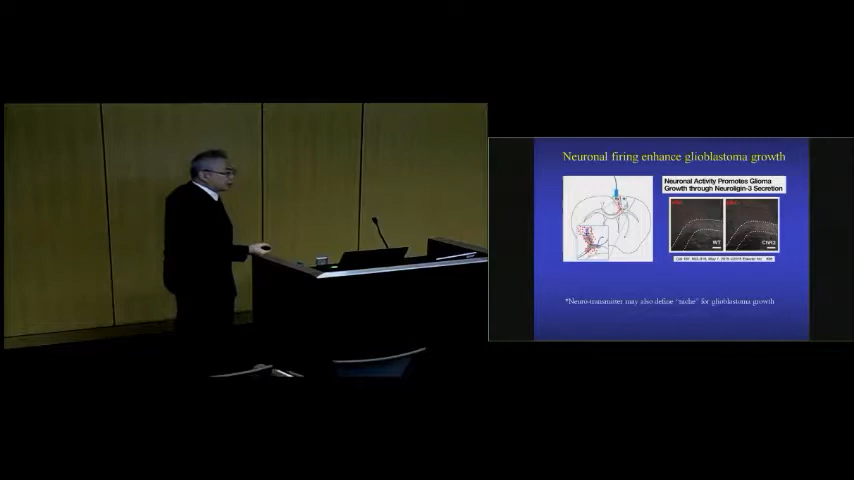 Neuronal firing enhance glioblastoma growth
Neuronal Activity Promotes Glioma
Growth through Neuroligin-3 Secretion
WT
ChR2
*Neuro-transmitter may also define "niche" for glioblastoma growth